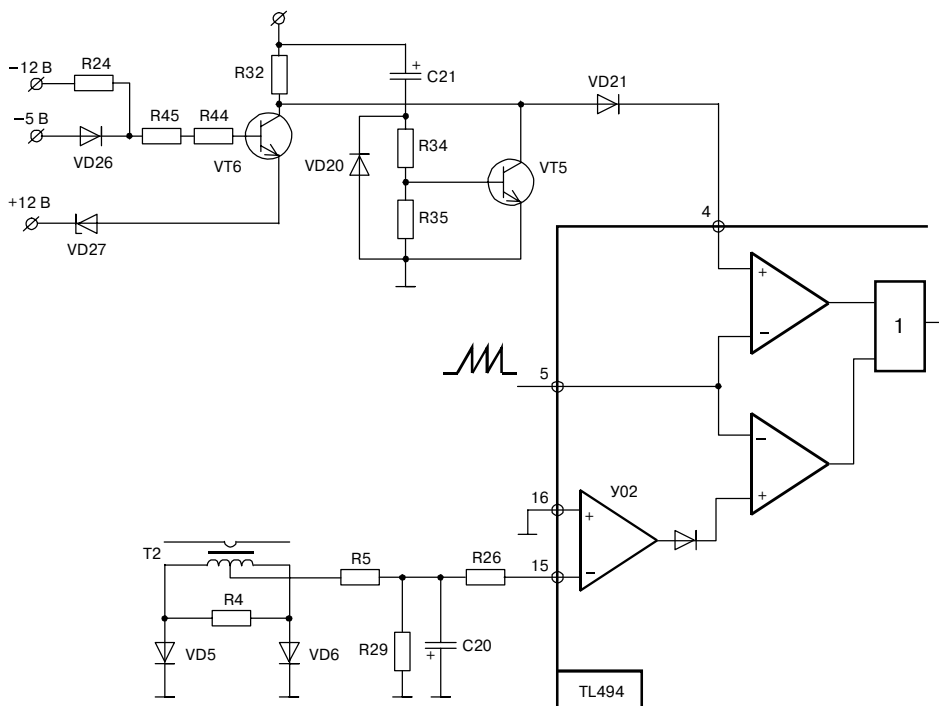 −12 В
R24
R32
C21
+
VD21
−5 В
R45
R44
VD26
VT6
VD20
R34
VT5
+12 В
R35
VD27
4
+
−
1
5
−
+
УО2
16
+
15
−
T2
R5
R26
R4
VD5
VD6
R29
+
C20
TL494